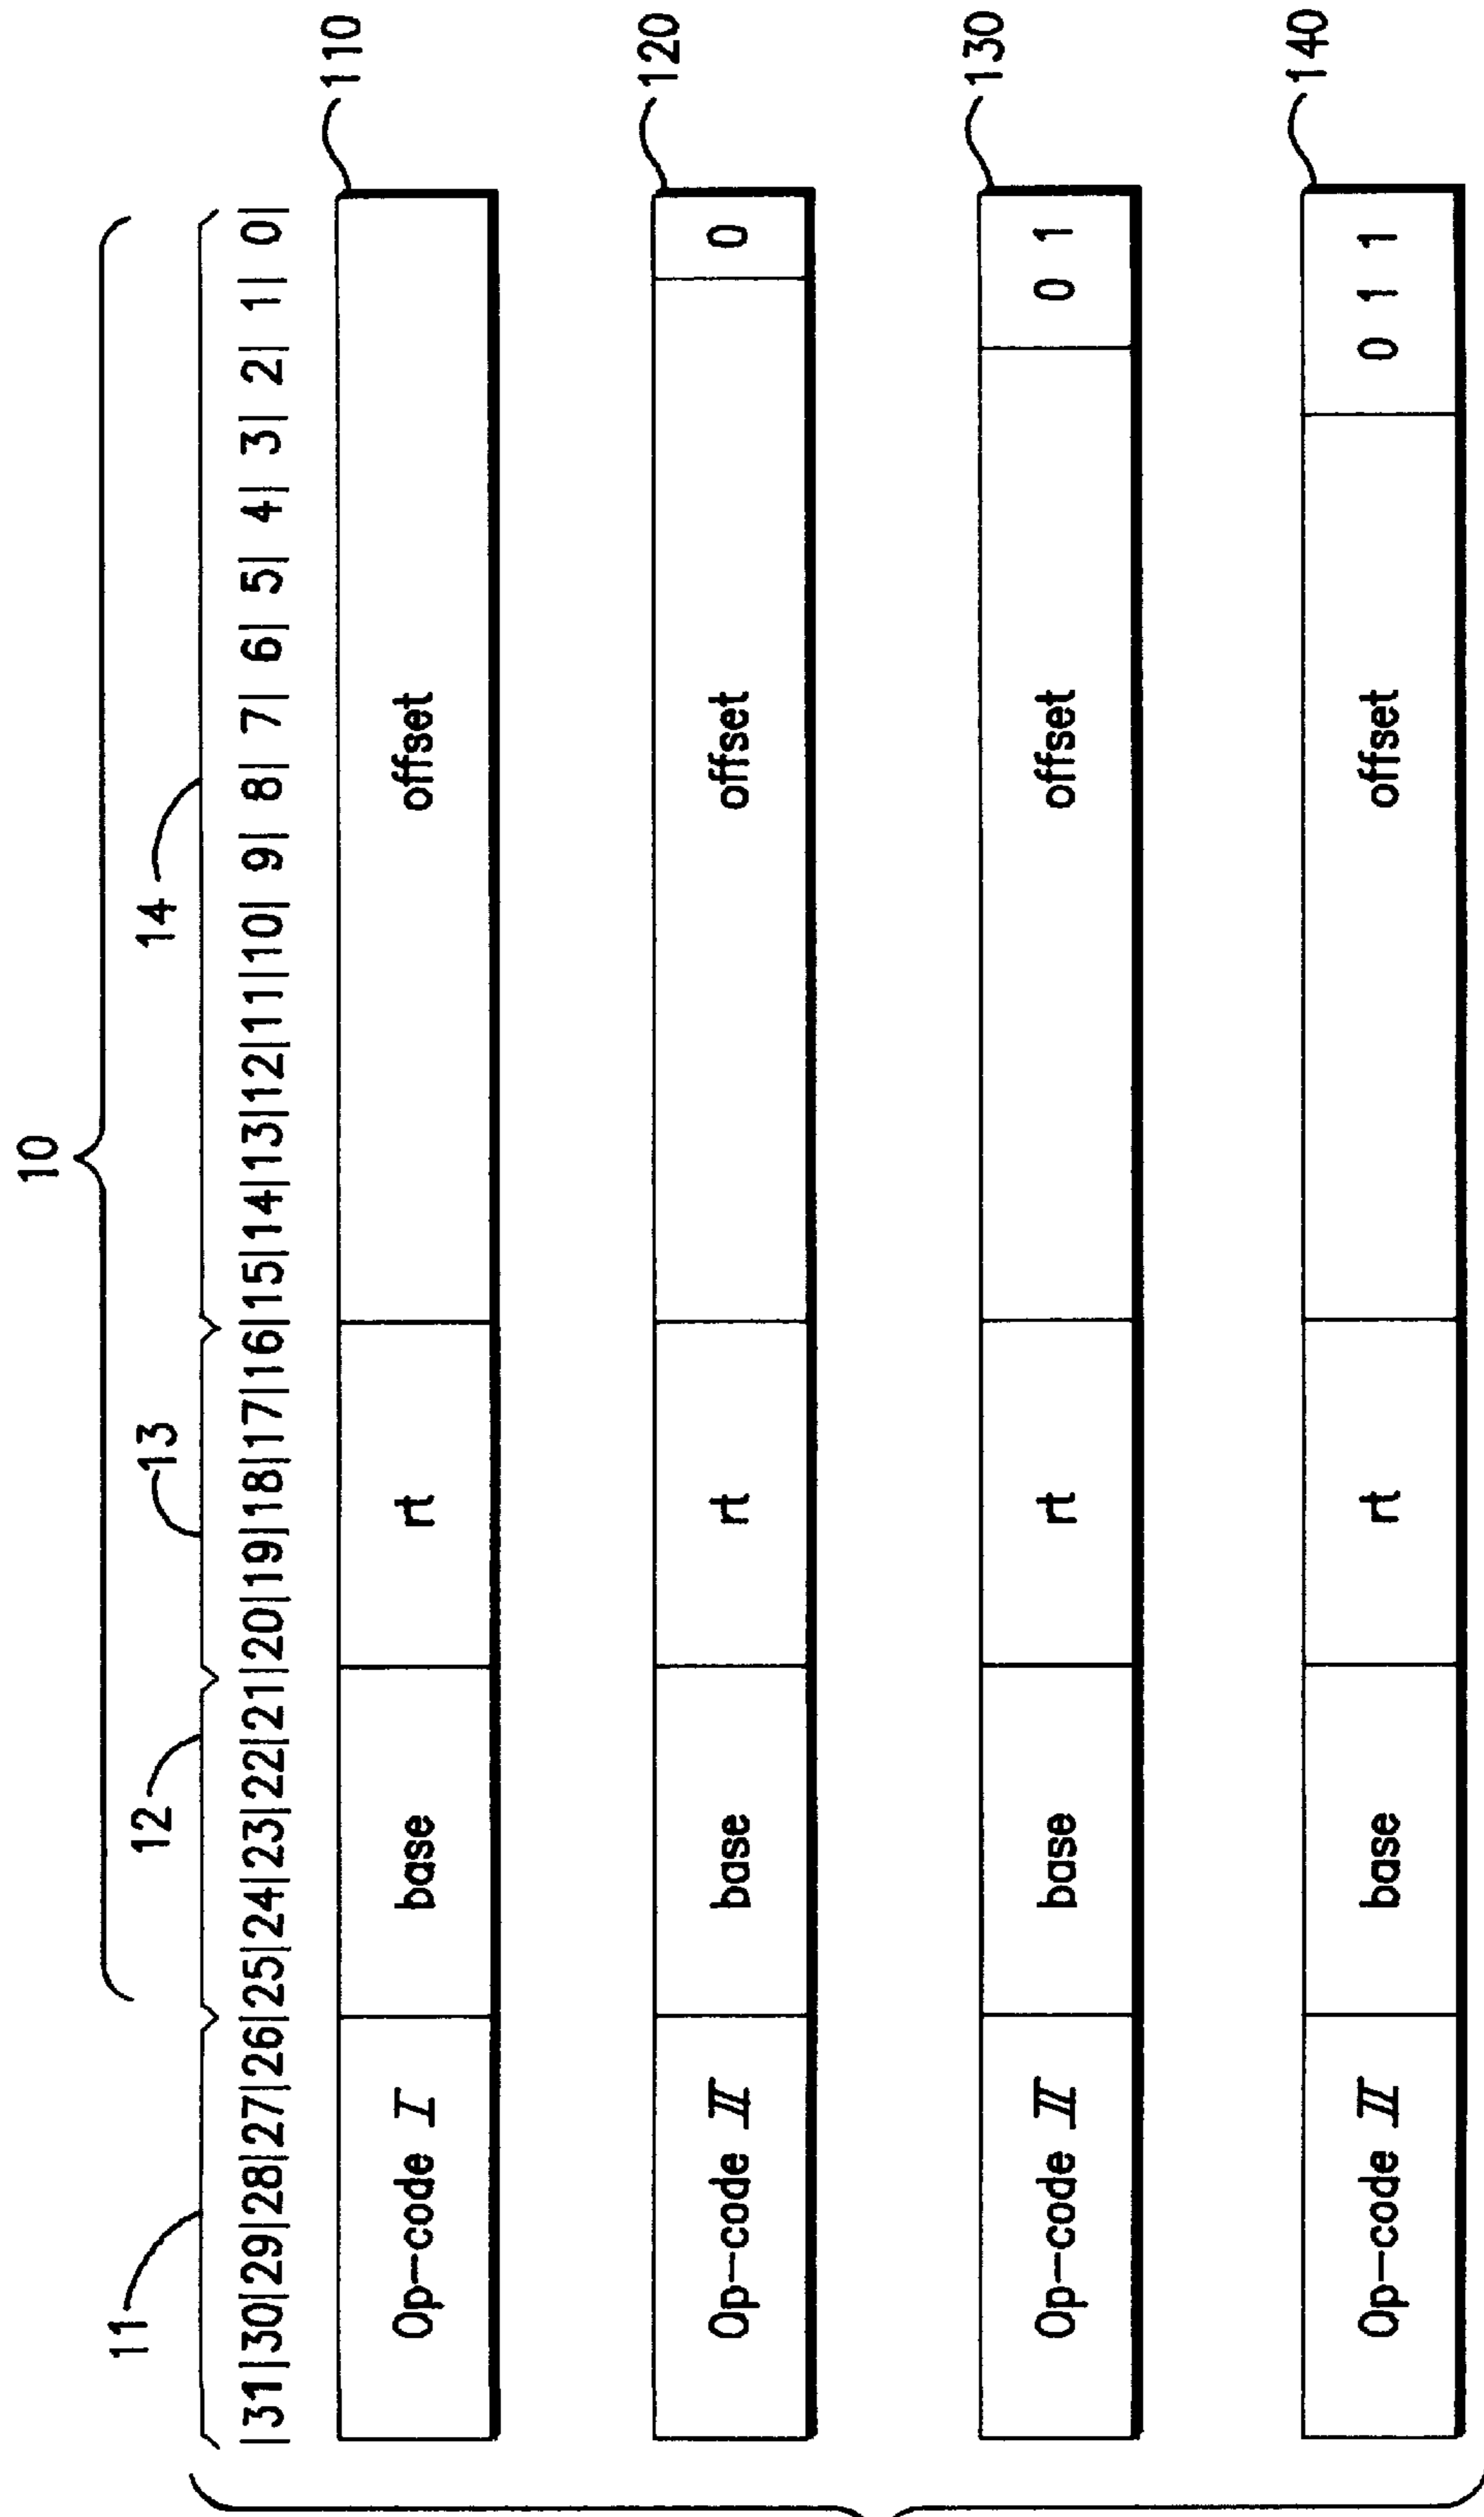 10
11 12 13 14
|31|30|29|28|27|26|25|24|23|22|21|20|19|18|17|16|15|14|13|12|11|10| 9| 8| 7| 6| 5| 4| 3| 2| 1| 0|
Op-code I base rt offset 110
Op-code II base rt offset 0 120
Op-code II base rt offset 0 1 130
Op-code II base rt offset 0 1 1 140